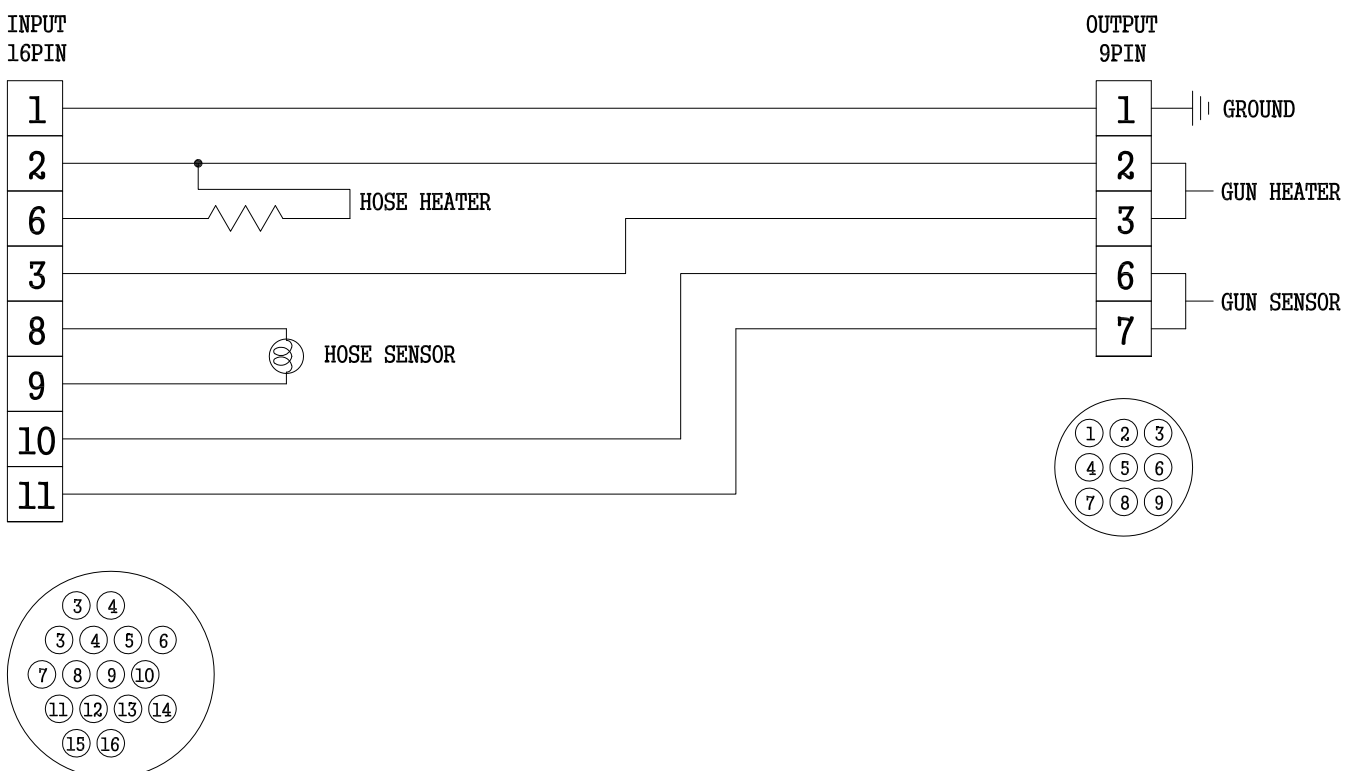 INPUT
16PIN
1
2
6
3
8
9
10
11
HOSE HEATER
HOSE SENSOR
OUTPUT
9PIN
1
2
3
6
7
GROUND
GUN HEATER
GUN SENSOR
1 2 3
4 5 6
7 8 9
3 4
3 4 5 6
7 8 9 10
11 12 13 14
15 16